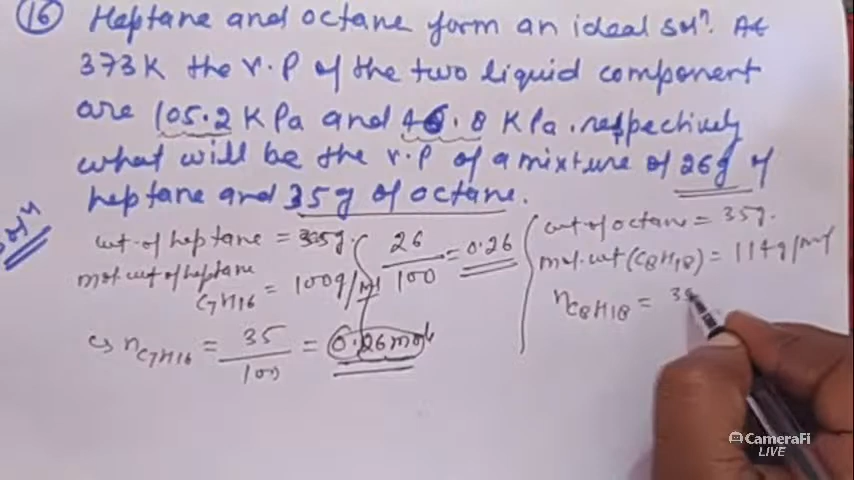 16 Heptane and octane form an ideal solⁿ. At
373K the V.P of the two liquid component
are 105.2 KPa and 46.8 KPa. respectively
what will be the V.P of a mixture of 26g of
heptane and 35g of octane.
wt. of heptane = 35g.
mol. wt of heptane
C7H16 = 100g/mol
nC7H16 = 35/100 = 0.26 mole
26/100 = 0.26
wt. of octane = 35g.
mol. wt (C8H18) = 114g/mol
nC8H18 = 35
CameraFi
LIVE